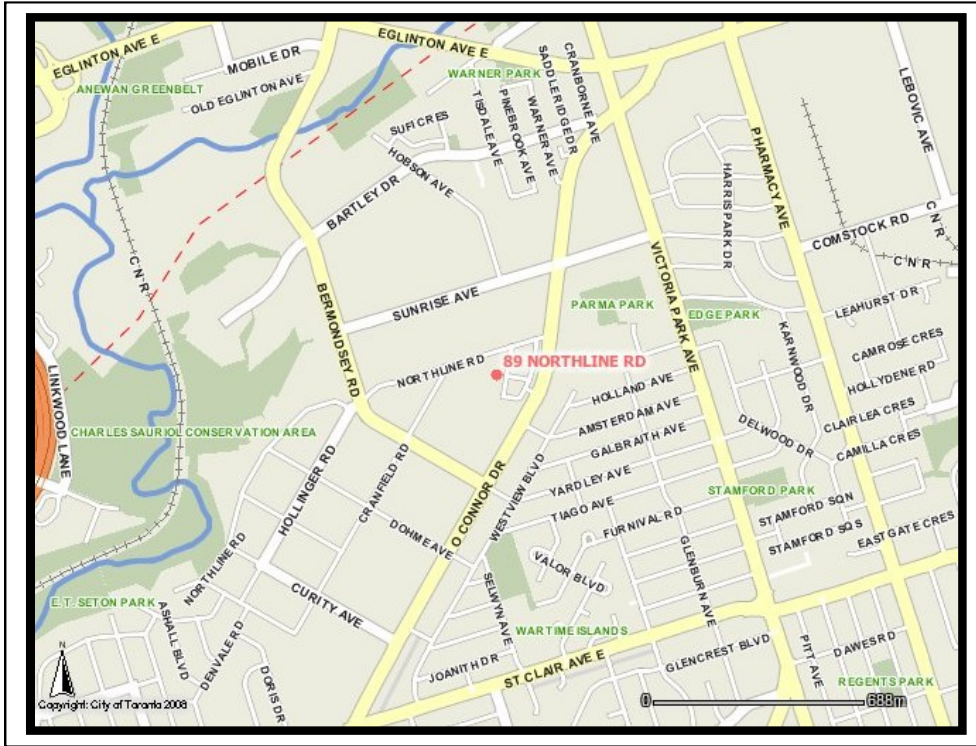 EGLINTON AVE E
EGLINTON AVE E
MOBILE DR
OLD EGLINTON AVE
ANEWAN GREENBELT
WARNER PARK
SADDLE RIDGE DR
CRANBORNE AVE
TISDALE AVE
PINEBROOK AVE
WARNER AVE
SUFI CRES
HOBSON AVE
BARTLEY DR
LEBOVIC AVE
PHARMACY AVE
HARRISPARK DR
COMSTOCK RD
C N R
C N R
C N R
BERMONDSEY RD
SUNRISE AVE
VICTORIA PARK AVE
PARMA PARK
EDGE PARK
LEAHURST DR
KARNWOOD DR
CAMROSE CRES
HOLLYDENE RD
NORTHLINE RD
89 NORTHLINE RD
HOLLAND AVE
AMSTERDAM AVE
GALBRAITH AVE
DELWOOD DR
CLAIRLEA CRES
CAMILLA CRES
LINKWOOD LANE
CHARLES SAURIOL CONSERVATION AREA
HOLLINGER RD
CRANFIELD RD
O CONNOR DR
WESTVIEW BLVD
YARDLEY AVE
TIAGO AVE
FURNIVAL RD
STAMFORD PARK
STAMFORD SQ N
STAMFORD SQ S
EASTGATE CRES
DOHME AVE
NORTHLINE RD
VALOR BLVD
GLENBURN AVE
CURITY AVE
SELWYN AVE
E. T. SETON PARK
ASHALL BLVD
DENVALE RD
DORIS DR
WARTIME ISLANDS
JOANITH DR
ST CLAIR AVE E
GLENCREST BLVD
PITT AVE
DAWES RD
REGENTS PARK
N
Copyright: City of Toronto 2008
0
688m